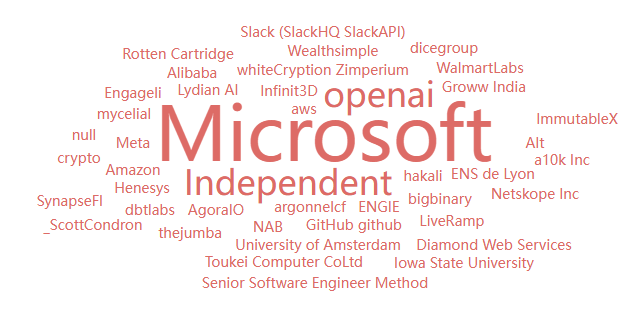 Slack (SlackHQ SlackAPI)
Rotten Cartridge
Wealthsimple
dicegroup
Alibaba
whiteCryption Zimperium
WalmartLabs
Engageli
Lydian AI
Infinit3D
openai
Groww India
mycelial
aws
ImmutableX
null
Meta
Microsoft
Alt
crypto
a10k Inc
Amazon
Independent
hakali
ENS de Lyon
Henesys
SynapseFI
dbtlabs
AgoraIO
argonnelcf
ENGIE
bigbinary
Netskope Inc
_ScottCondron
thejumba
NAB
GitHub github
LiveRamp
University of Amsterdam
Diamond Web Services
Toukei Computer CoLtd
Iowa State University
Senior Software Engineer Method